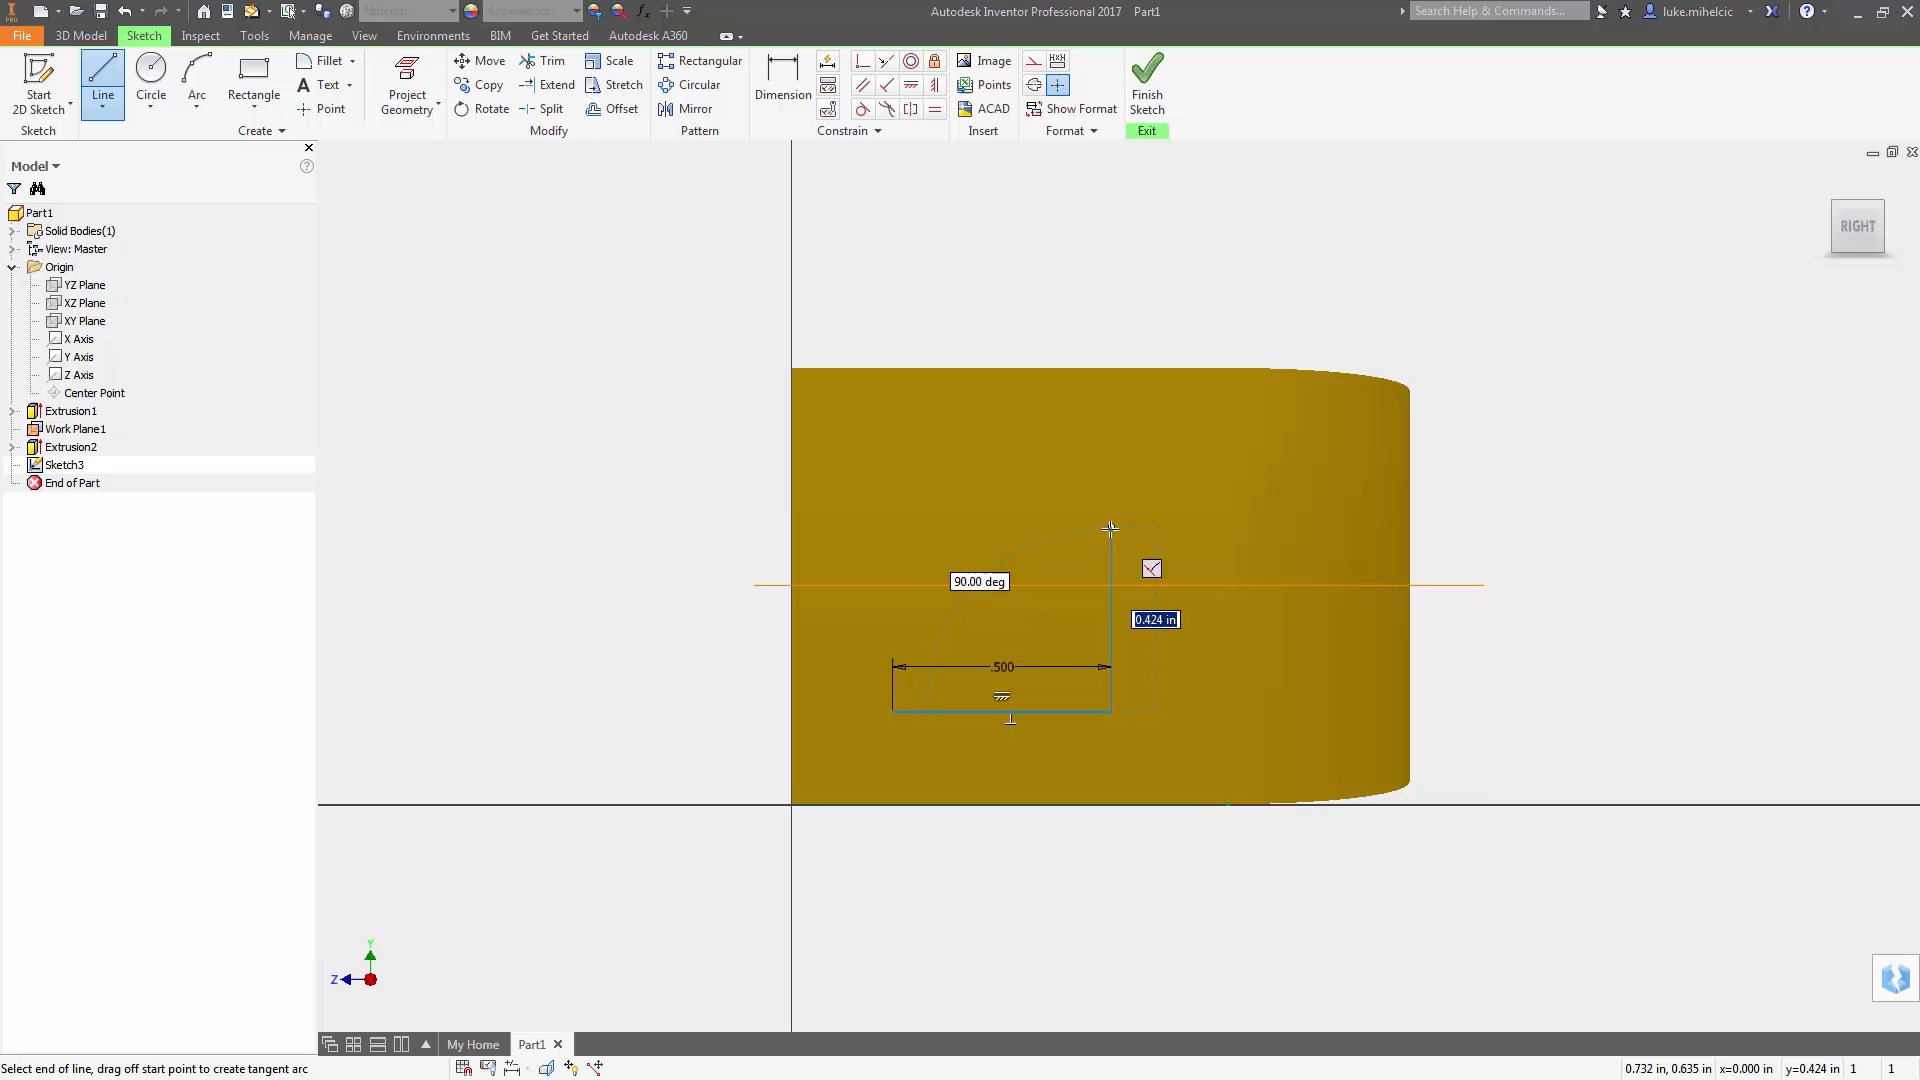 Material
Appearance
Autodesk Inventor Professional 2017 Part1
Search Help & Commands...
luke.mihelcic
PRO
File 3D Model Sketch Inspect Tools Manage View Environments BIM Get Started Autodesk A360
Start
2D Sketch
Line
Circle
Arc
Rectangle
Fillet
Text
Point
Project
Geometry
Move
Copy
Rotate
Trim
Extend
Split
Scale
Stretch
Offset
Rectangular
Circular
Mirror
Dimension
Image
Points
ACAD
Show Format
Finish
Sketch
Sketch
Create
Modify
Pattern
Constrain
Insert
Format
Exit
Model
Part1
Solid Bodies(1)
View: Master
Origin
YZ Plane
XZ Plane
XY Plane
X Axis
Y Axis
Z Axis
Center Point
Extrusion1
Work Plane1
Extrusion2
Sketch3
End of Part
RIGHT
90.00 deg
0.424 in
.500
Y
Z
My Home
Part1
Select end of line, drag off start point to create tangent arc
0.732 in, 0.635 in x=0.000 in y=0.424 in 1 1